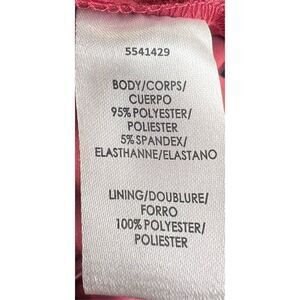 5541429
BODY/CORPS/
CUERPO
95% POLYESTER/
POLIESTER
5% SPANDEX/
ELASTHANNE/ELASTANO
LINING/DOUBLURE/
FORRO
100% POLYESTER/
POLIESTER